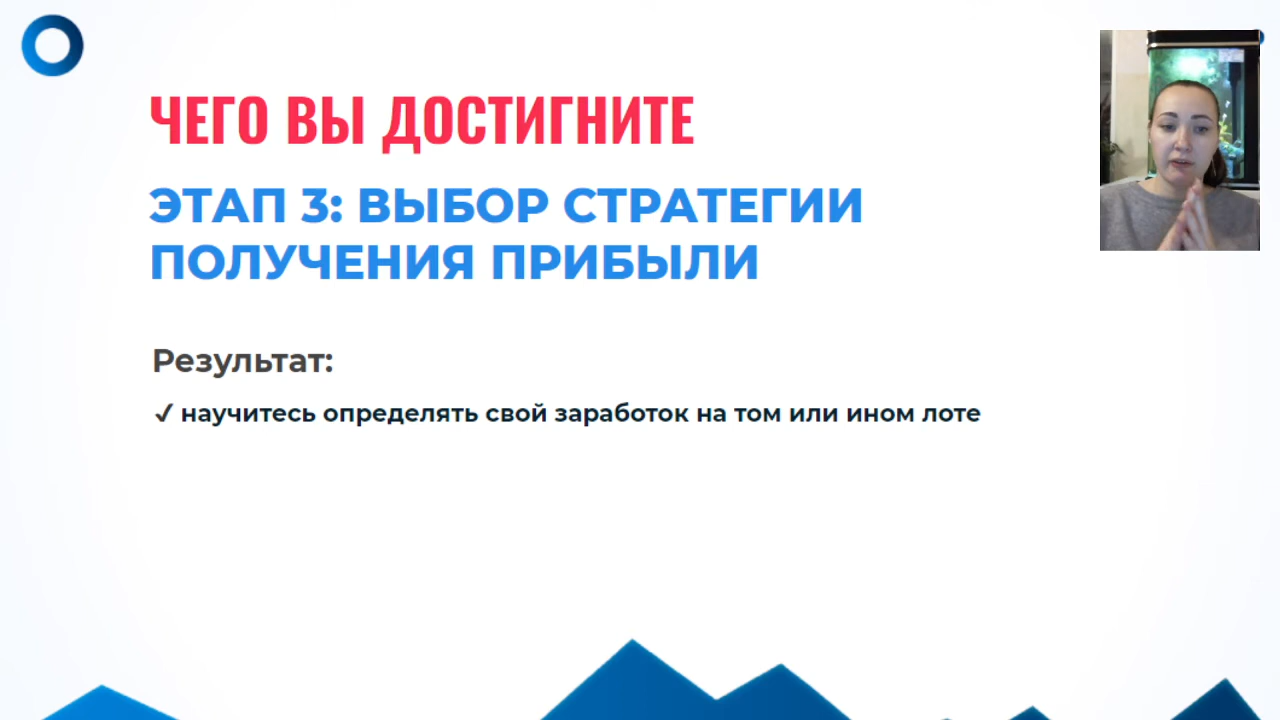 ЧЕГО ВЫ ДОСТИГНИТЕ
ЭТАП 3: ВЫБОР СТРАТЕГИИ
ПОЛУЧЕНИЯ ПРИБЫЛИ
Результат:
✓ научитесь определять свой заработок на том или ином лоте